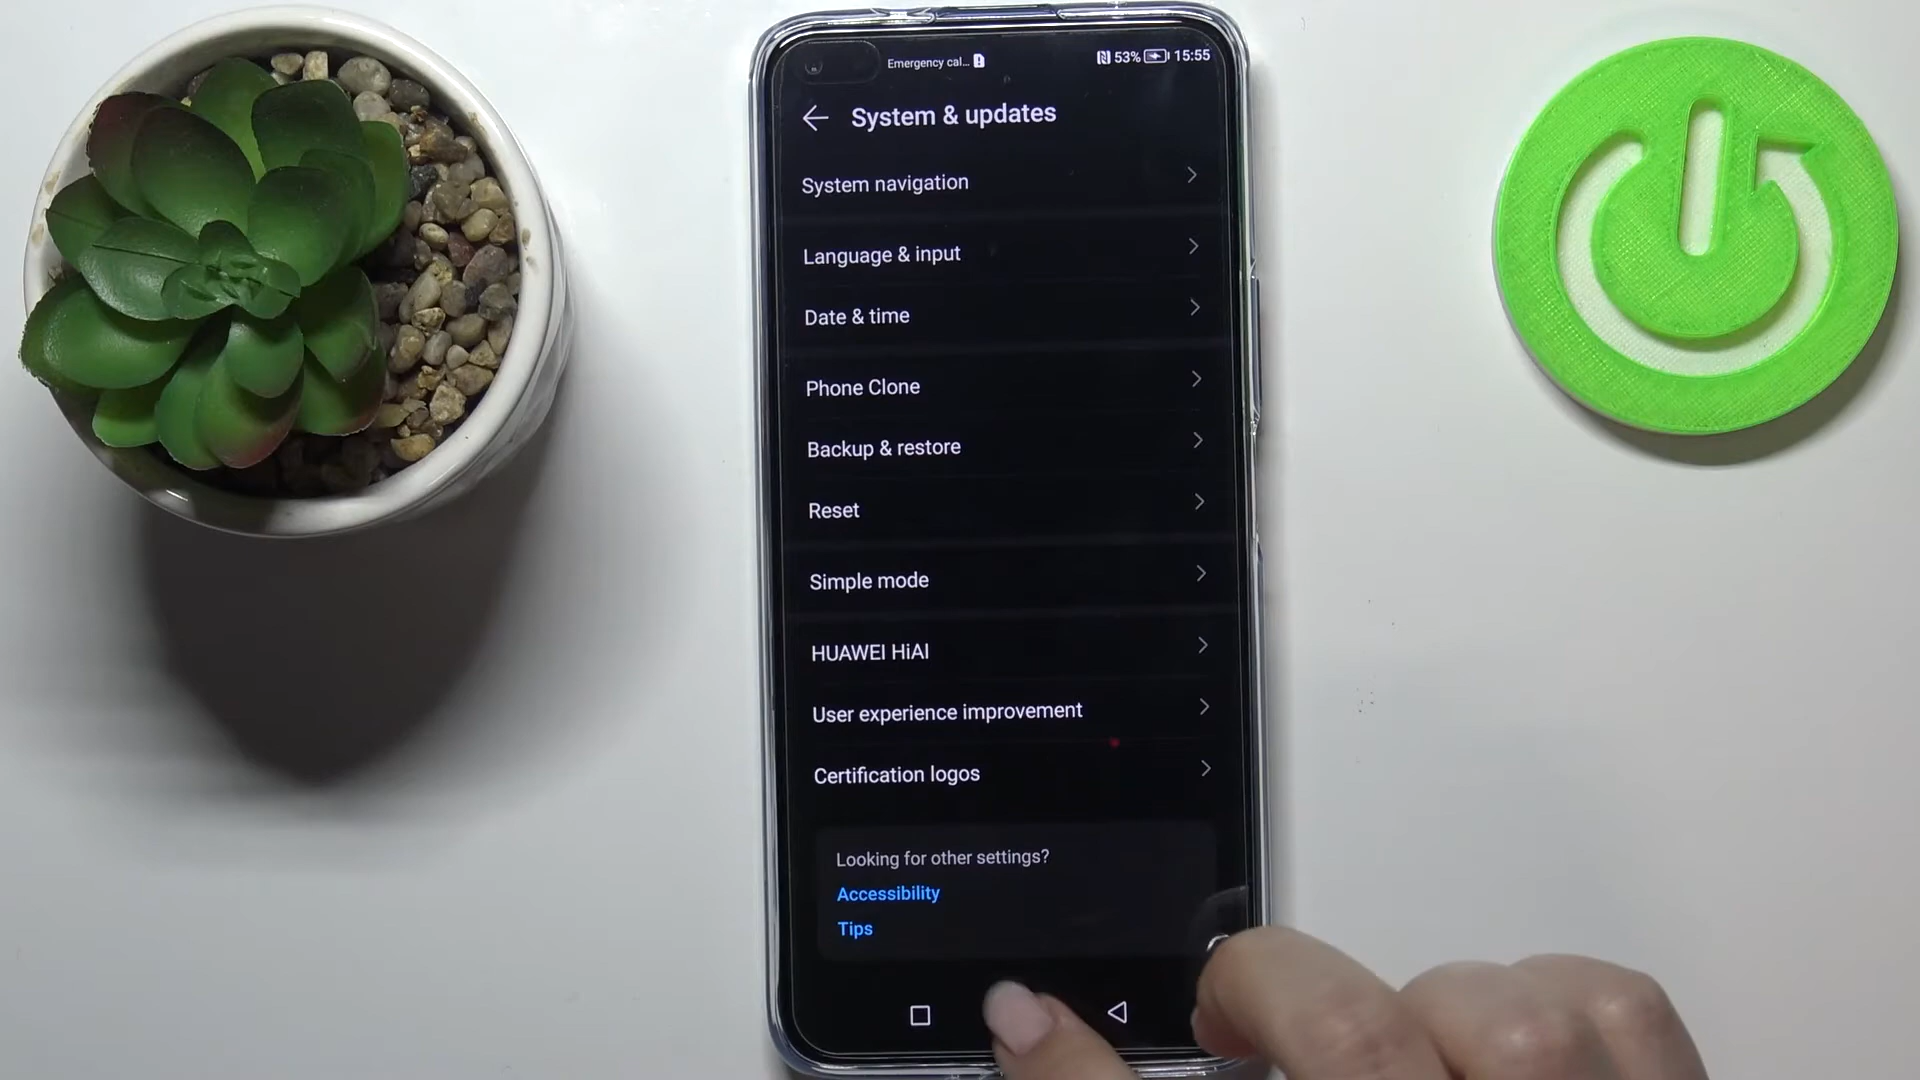 Emergency cal...
53% 15:55
System & updates
System navigation
Language & input
Date & time
Phone Clone
Backup & restore
Reset
Simple mode
HUAWEI HiAI
User experience improvement
Certification logos
Looking for other settings?
Accessibility
Tips